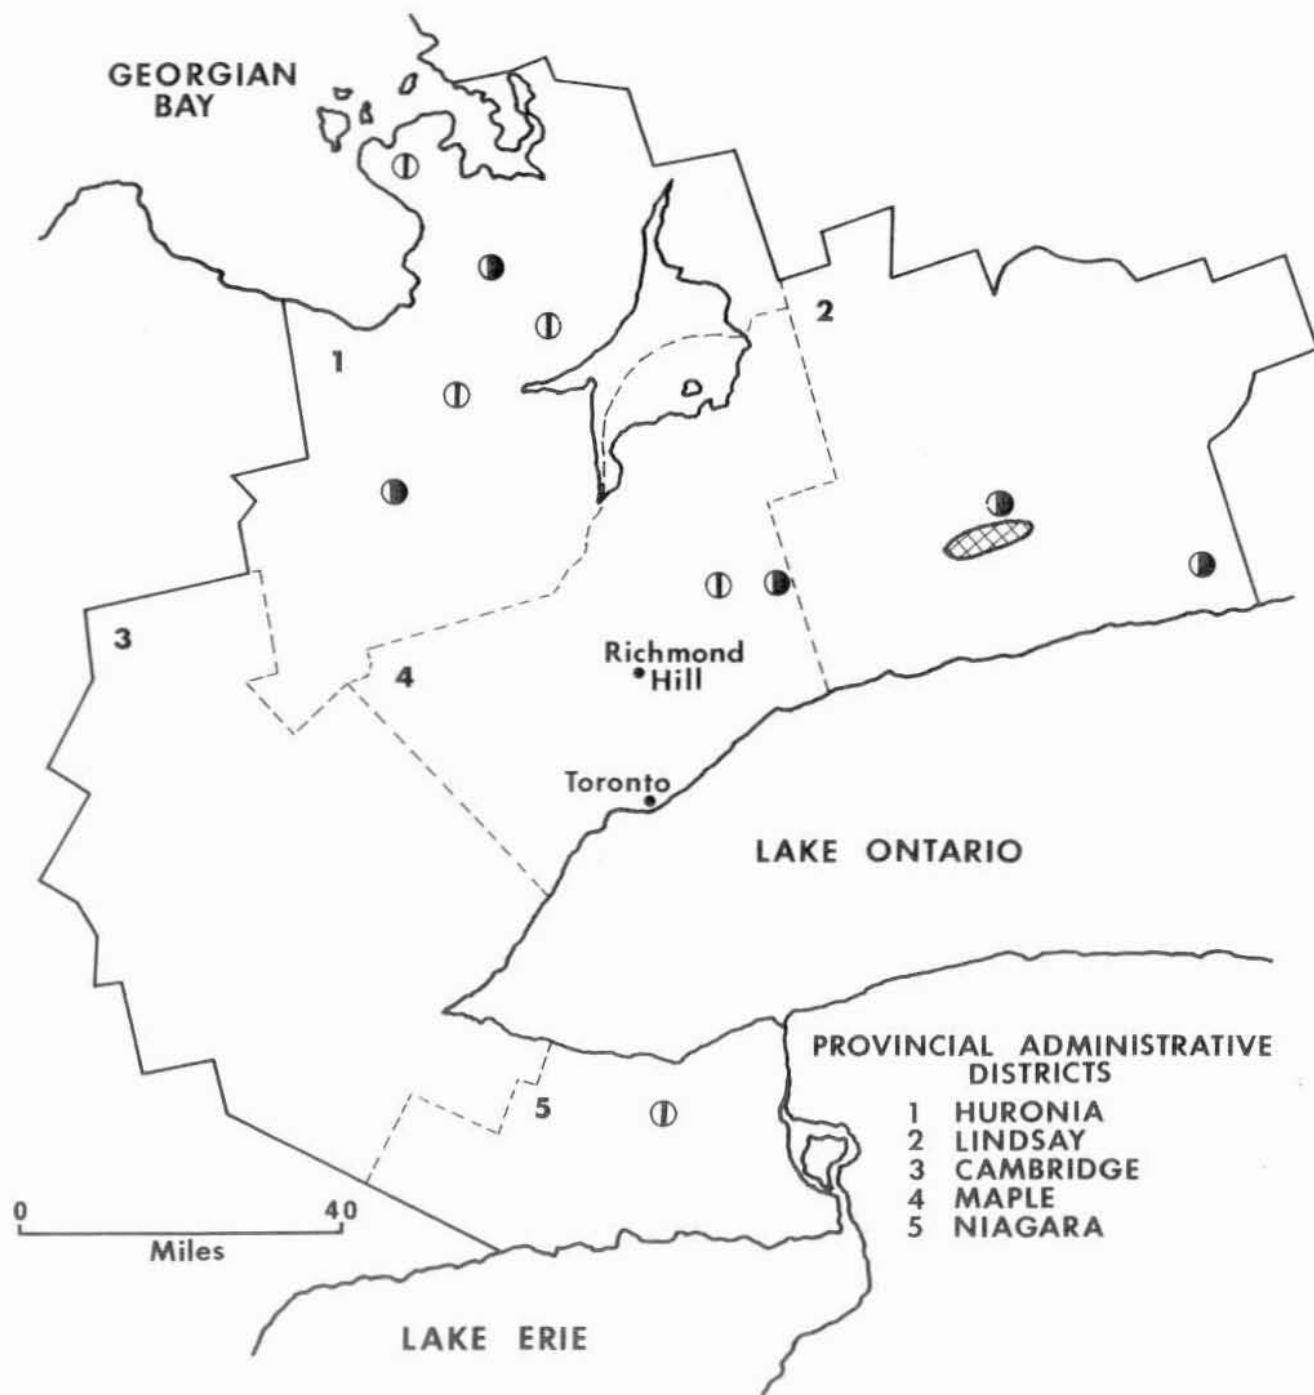 GEORGIAN
BAY
1
2
3
4
Richmond
Hill
Toronto
LAKE ONTARIO
5
PROVINCIAL ADMINISTRATIVE
DISTRICTS
1 HURONIA
2 LINDSAY
3 CAMBRIDGE
4 MAPLE
5 NIAGARA
0 40
Miles
LAKE ERIE